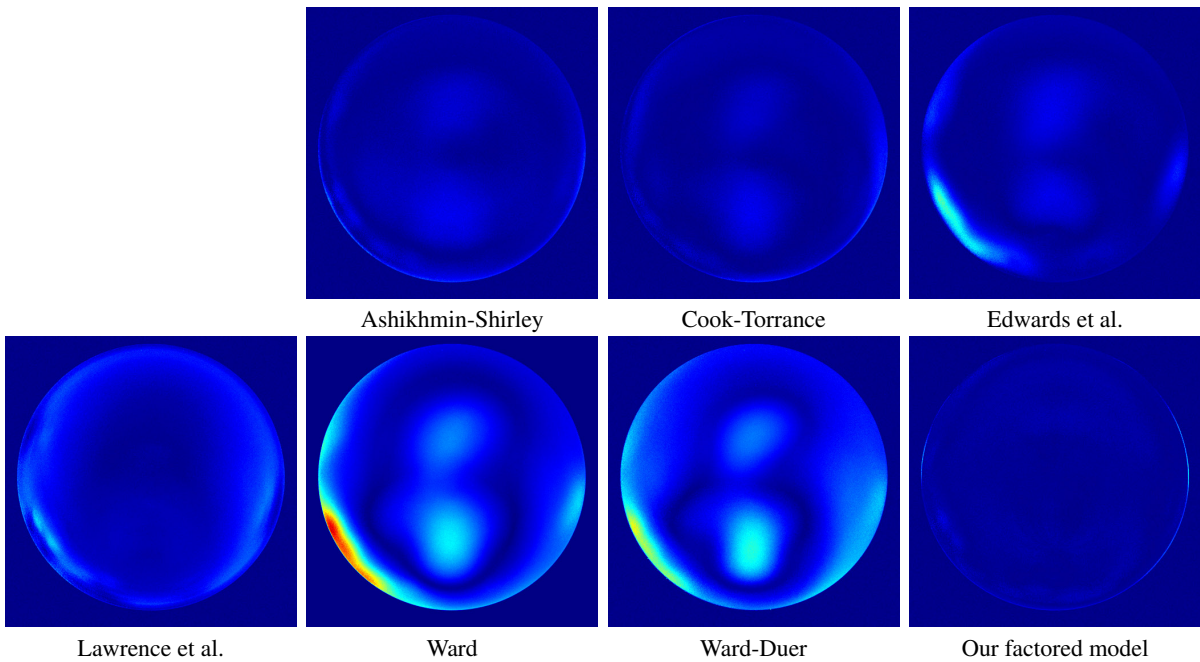 Ashikhmin-Shirley
Cook-Torrance
Edwards et al.
Lawrence et al.
Ward
Ward-Duer
Our factored model